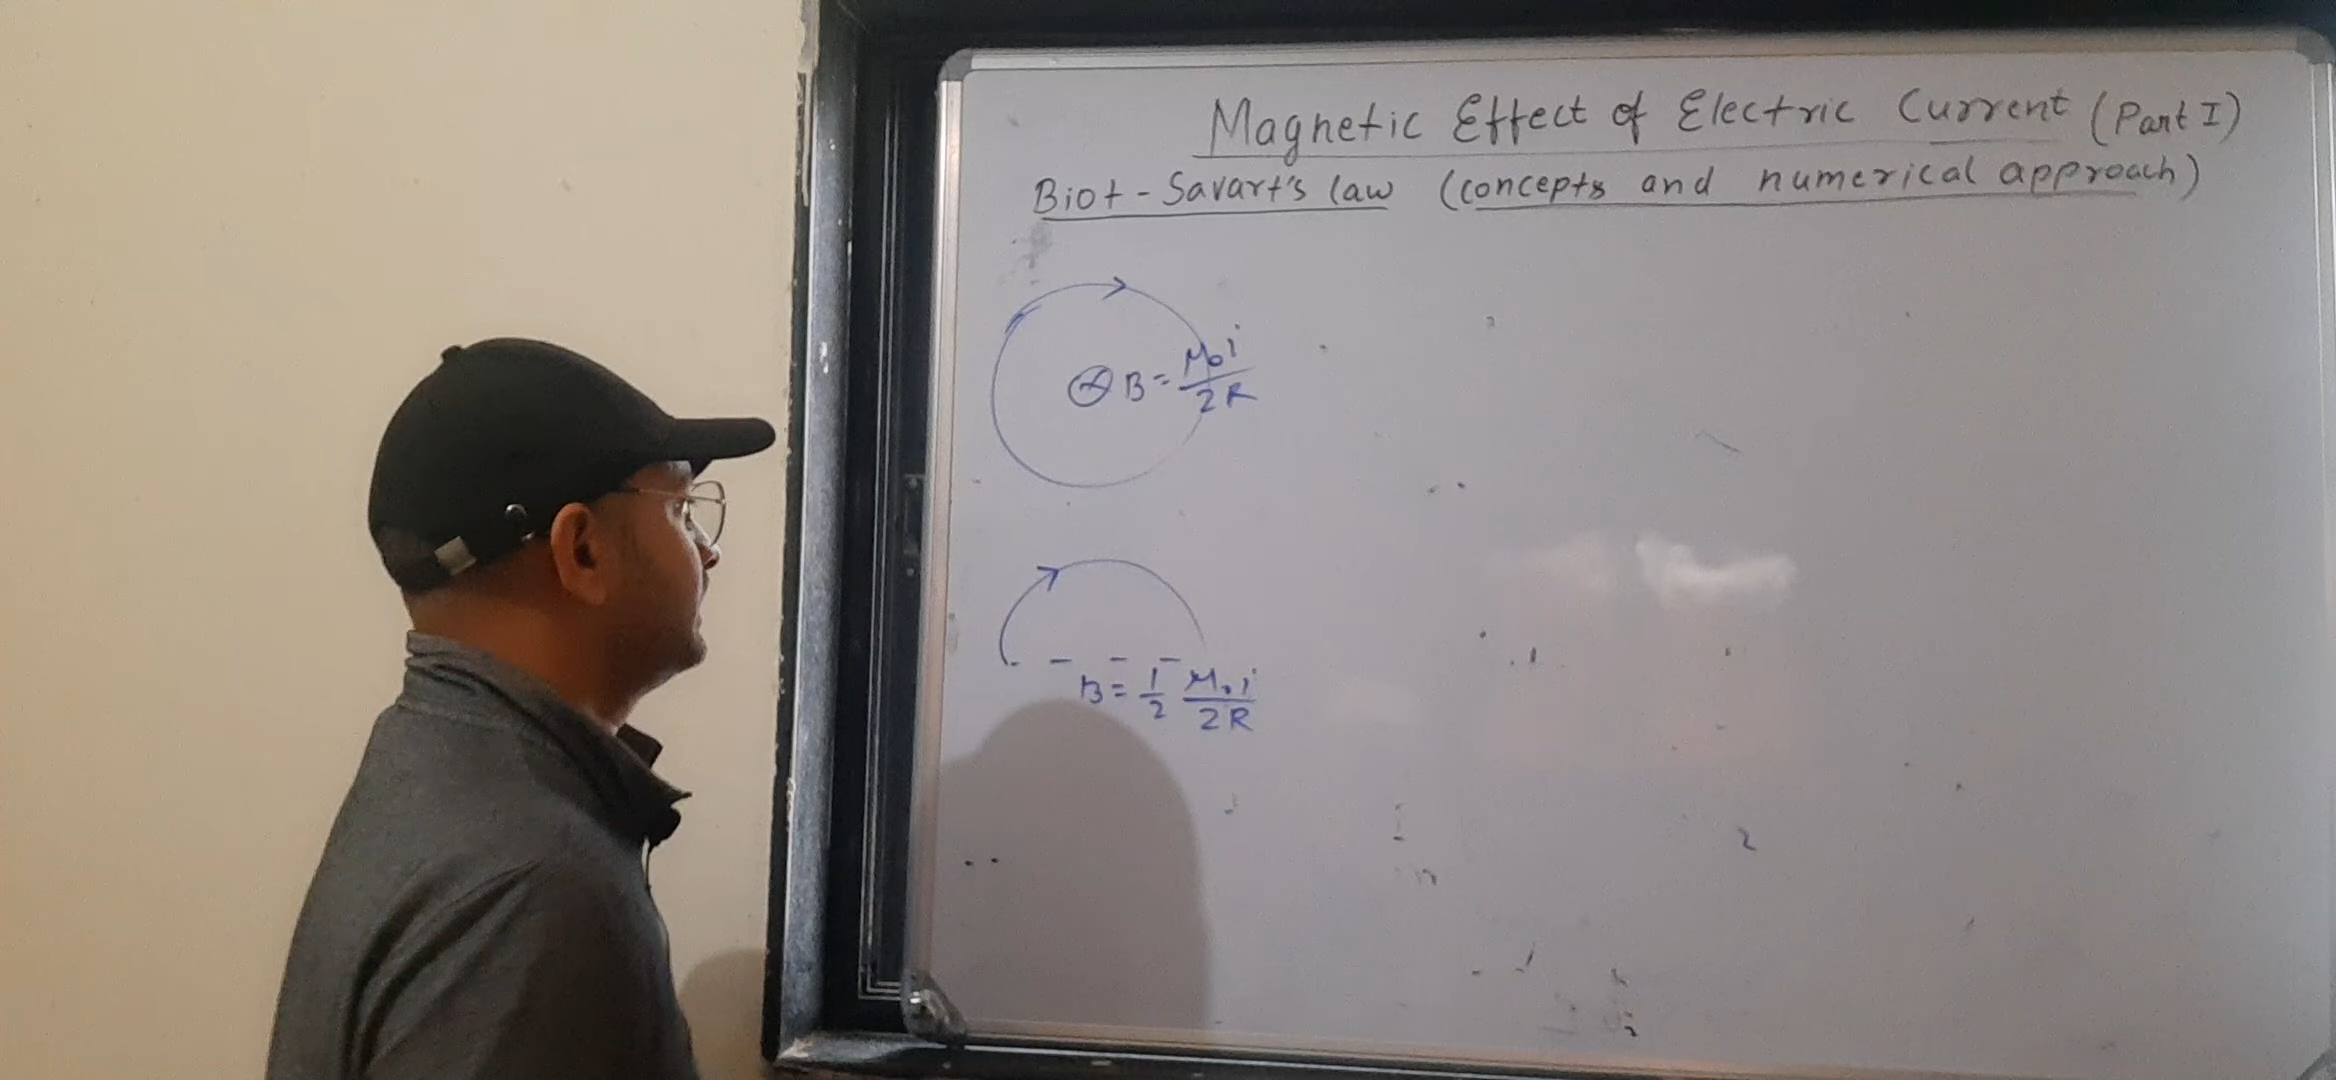 Magnetic Effect of Electric Current (Part I)
Biot-Savart's law (concepts and numerical approach)
⊗ B = μ₀i / 2R
B = 1/2 μ₀i / 2R